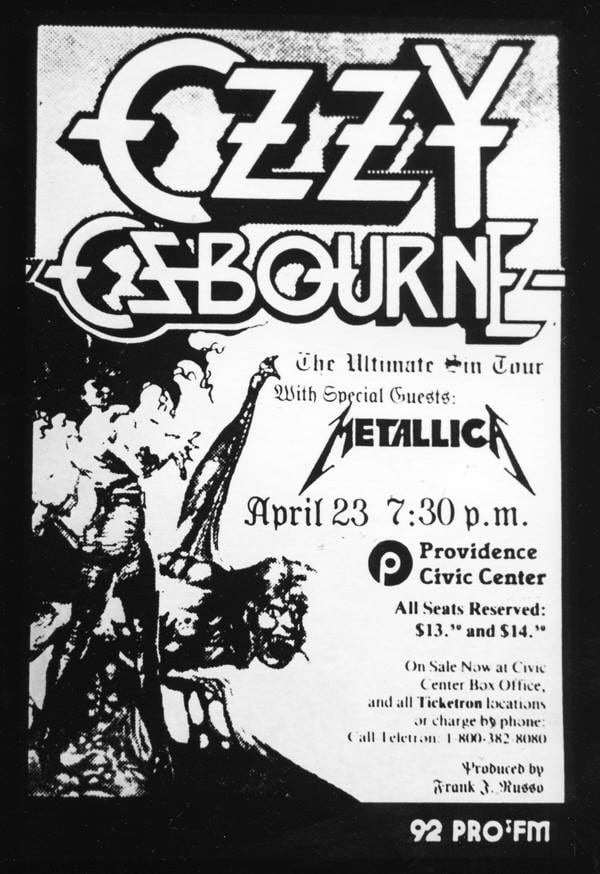 OZZY
OSBOURNE
The Ultimate Sin Tour
With Special Guests:
METALLICA
April 23 7:30 p.m.
P Providence
Civic Center
All Seats Reserved:
$13.50 and $14.50
On Sale Now at Civic
Center Box Office,
and all Ticketron locations
or charge by phone:
Call Teletron: 1-800-382-8080
Produced by
Frank J. Russo
92 PRO·FM